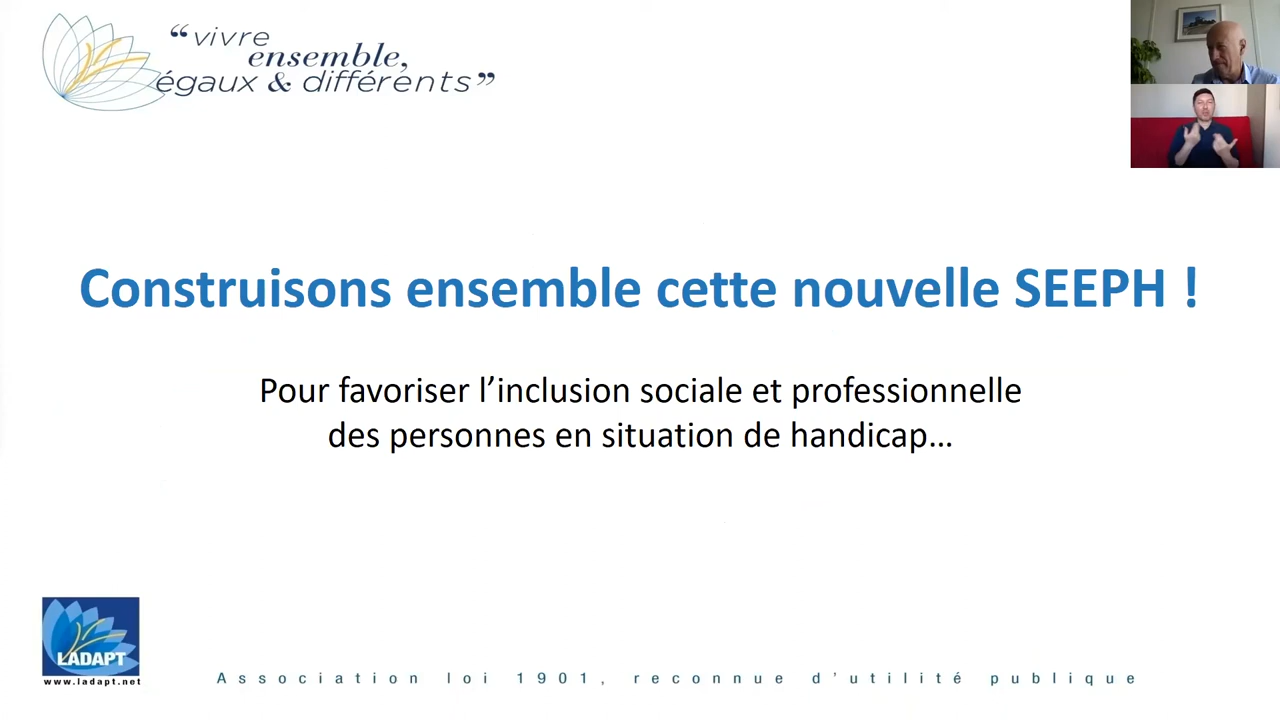 “vivre
ensemble,
égaux & différents”
Construisons ensemble cette nouvelle SEEPH !
Pour favoriser l’inclusion sociale et professionnelle
des personnes en situation de handicap…
LADAPT
www.ladapt.net
Association loi 1901, reconnue d’utilité publique